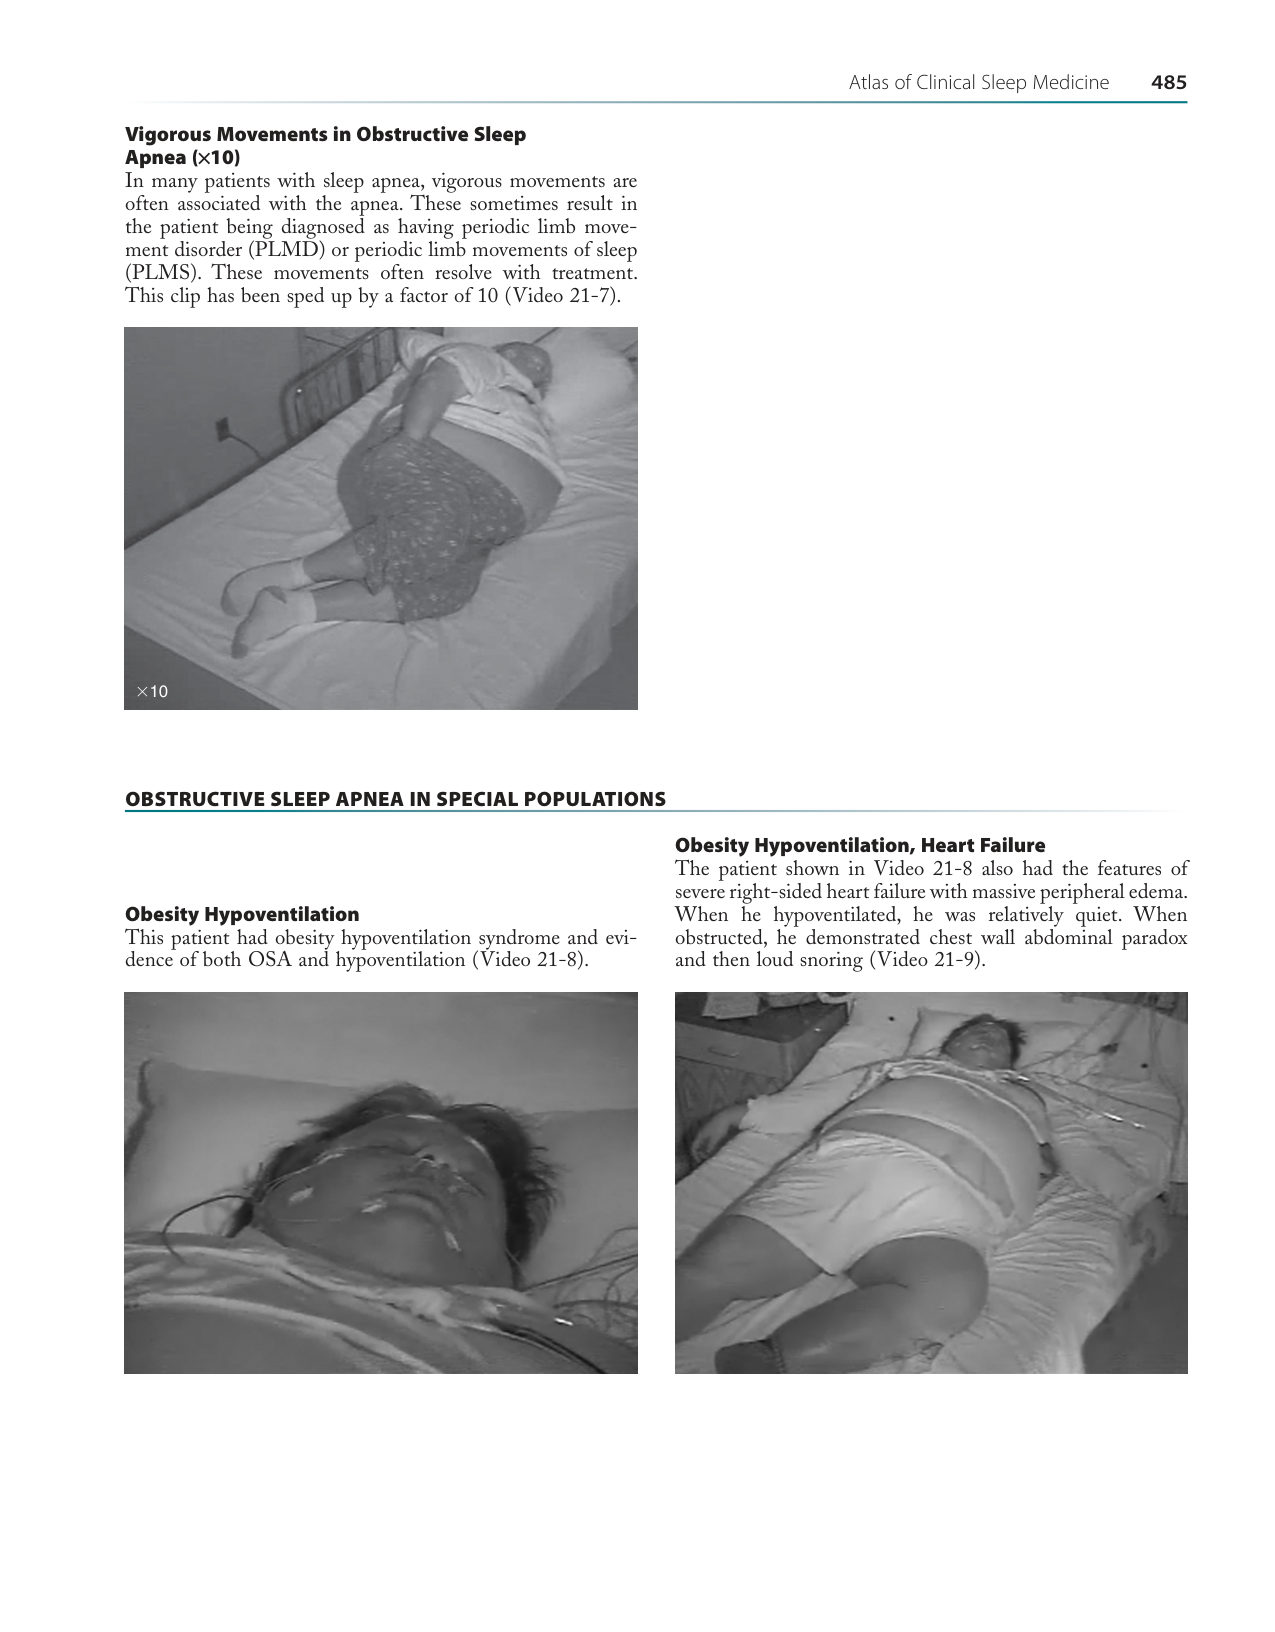 Atlas of Clinical Sleep Medicine 485
Vigorous Movements in Obstructive Sleep
Apnea (×10)
In many patients with sleep apnea, vigorous movements are
often associated with the apnea. These sometimes result in
the patient being diagnosed as having periodic limb move-
ment disorder (PLMD) or periodic limb movements of sleep
(PLMS). These movements often resolve with treatment.
This clip has been sped up by a factor of 10 (Video 21-7).
×10
OBSTRUCTIVE SLEEP APNEA IN SPECIAL POPULATIONS
Obesity Hypoventilation
This patient had obesity hypoventilation syndrome and evi-
dence of both OSA and hypoventilation (Video 21-8).
Obesity Hypoventilation, Heart Failure
The patient shown in Video 21-8 also had the features of
severe right-sided heart failure with massive peripheral edema.
When he hypoventilated, he was relatively quiet. When
obstructed, he demonstrated chest wall abdominal paradox
and then loud snoring (Video 21-9).